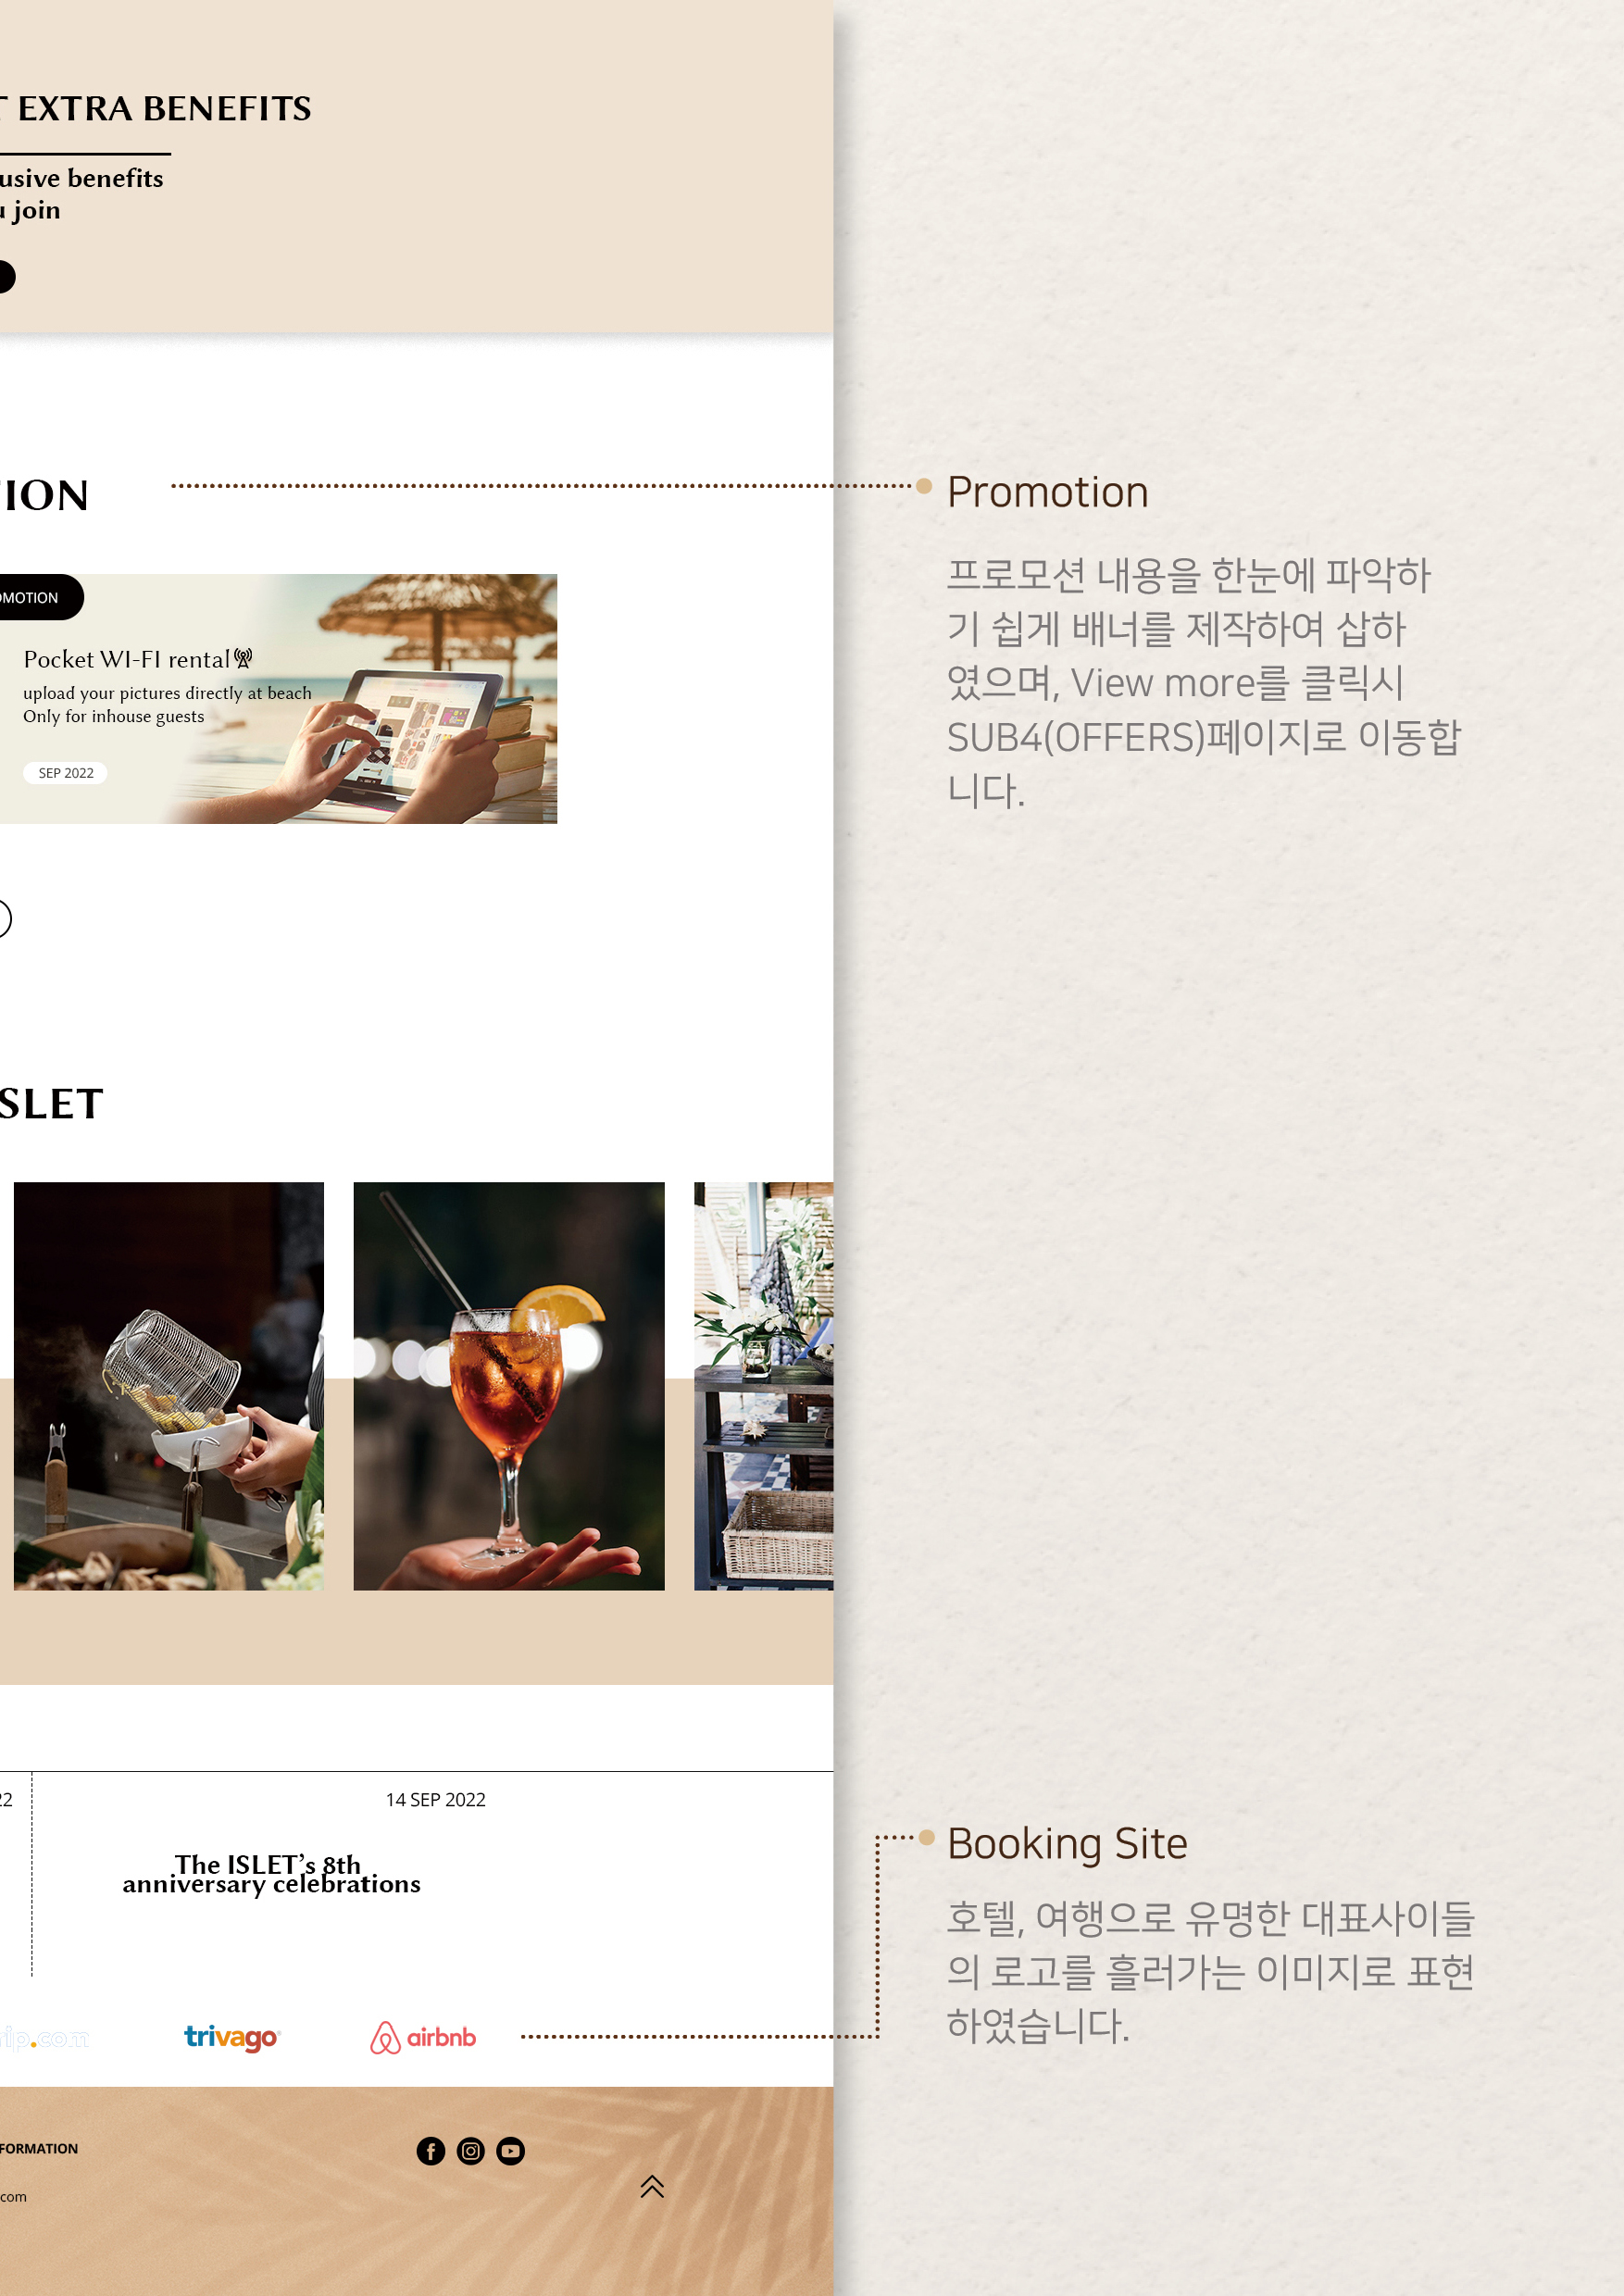 T EXTRA BENEFITS
usive benefits
u join
TION
OMOTION
Pocket WI-FI rental
upload your pictures directly at beach
Only for inhouse guests
SEP 2022
Promotion
프로모션 내용을 한눈에 파악하
기 쉽게 배너를 제작하여 삽하
였으며, View more를 클릭시
SUB4(OFFERS)페이지로 이동합
니다.
SLET
22
14 SEP 2022
The ISLET's 8th
anniversary celebrations
rip.com
trivago
airbnb
Booking Site
호텔, 여행으로 유명한 대표사이들
의 로고를 흘러가는 이미지로 표현
하였습니다.
FORMATION
com